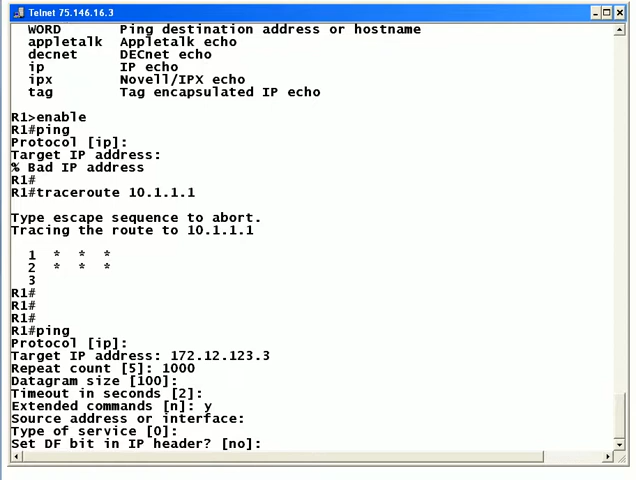 Telnet 75.146.16.3
WORD Ping destination address or hostname
appletalk Appletalk echo
decnet DECnet echo
ip IP echo
ipx Novell/IPX echo
tag Tag encapsulated IP echo
R1>enable
R1#ping
Protocol [ip]:
Target IP address:
% Bad IP address
R1#
R1#traceroute 10.1.1.1
Type escape sequence to abort.
Tracing the route to 10.1.1.1
1 * * *
2 * * *
3
R1#
R1#
R1#
R1#ping
Protocol [ip]:
Target IP address: 172.12.123.3
Repeat count [5]: 1000
Datagram size [100]:
Timeout in seconds [2]:
Extended commands [n]: y
Source address or interface:
Type of service [0]:
Set DF bit in IP header? [no]: